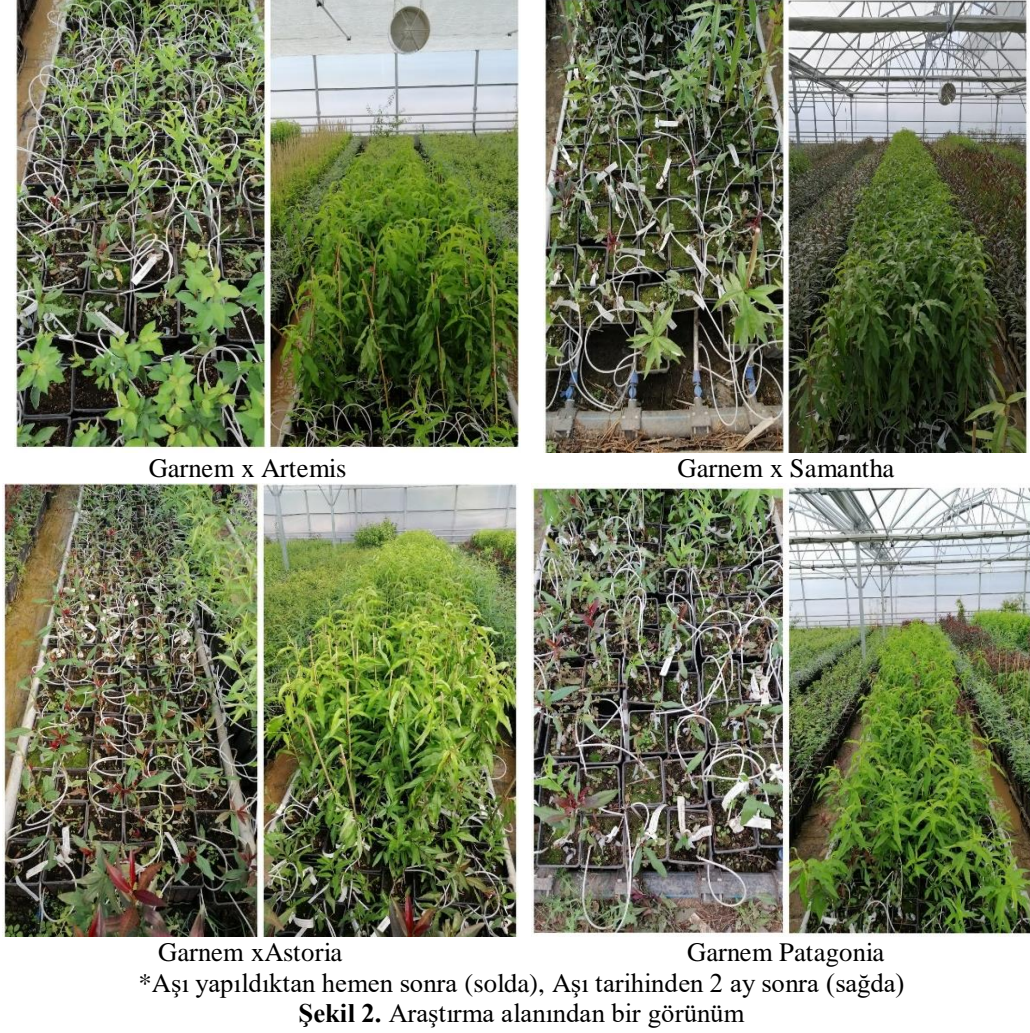 Garnem x Artemis
Garnem x Samantha
Garnem xAstoria
Garnem Patagonia
*Aşı yapıldıktan hemen sonra (solda), Aşı tarihinden 2 ay sonra (sağda)
Şekil 2. Araştırma alanından bir görünüm